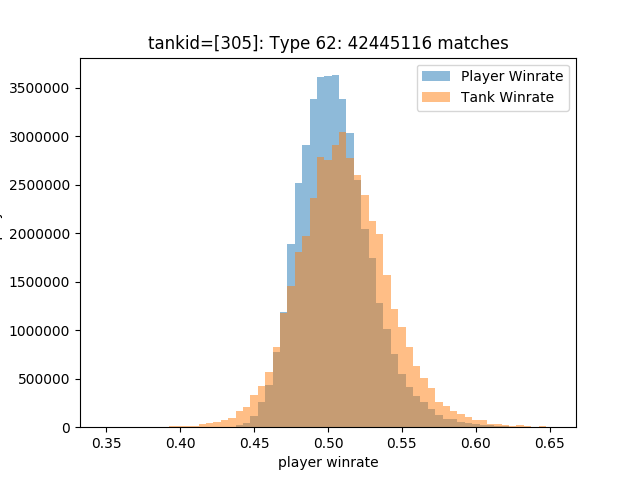 tankid=[305]: Type 62: 42445116 matches
Player Winrate
Tank Winrate
3500000
3000000
2500000
2000000
1500000
1000000
500000
0
0.35 0.40 0.45 0.50 0.55 0.60 0.65
player winrate